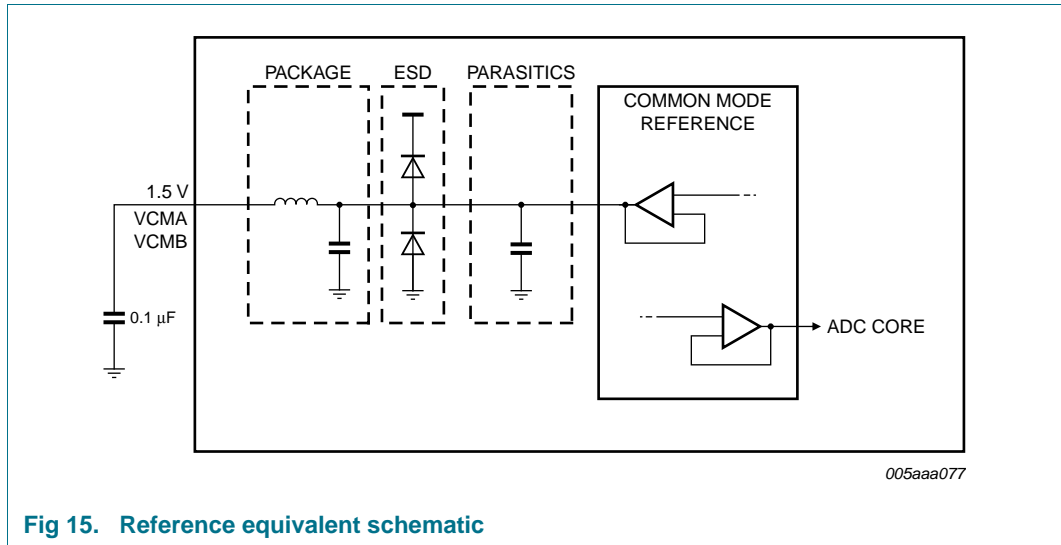 PACKAGE
ESD
PARASITICS
COMMON MODE
REFERENCE
1.5 V
VCMA
VCMB
0.1 μF
ADC CORE
005aaa077
Fig 15. Reference equivalent schematic